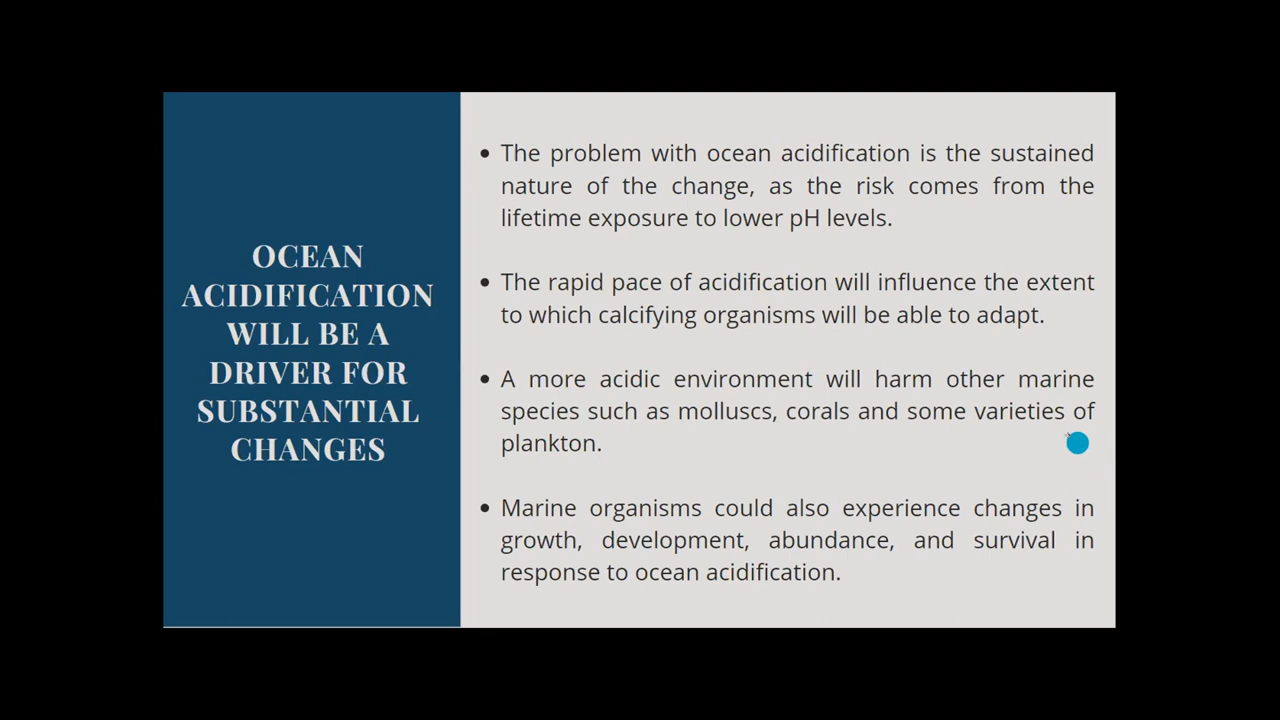 OCEAN
ACIDIFICATION
WILL BE A
DRIVER FOR
SUBSTANTIAL
CHANGES
• The problem with ocean acidification is the sustained
nature of the change, as the risk comes from the
lifetime exposure to lower pH levels.
• The rapid pace of acidification will influence the extent
to which calcifying organisms will be able to adapt.
• A more acidic environment will harm other marine
species such as molluscs, corals and some varieties of
plankton.
• Marine organisms could also experience changes in
growth, development, abundance, and survival in
response to ocean acidification.